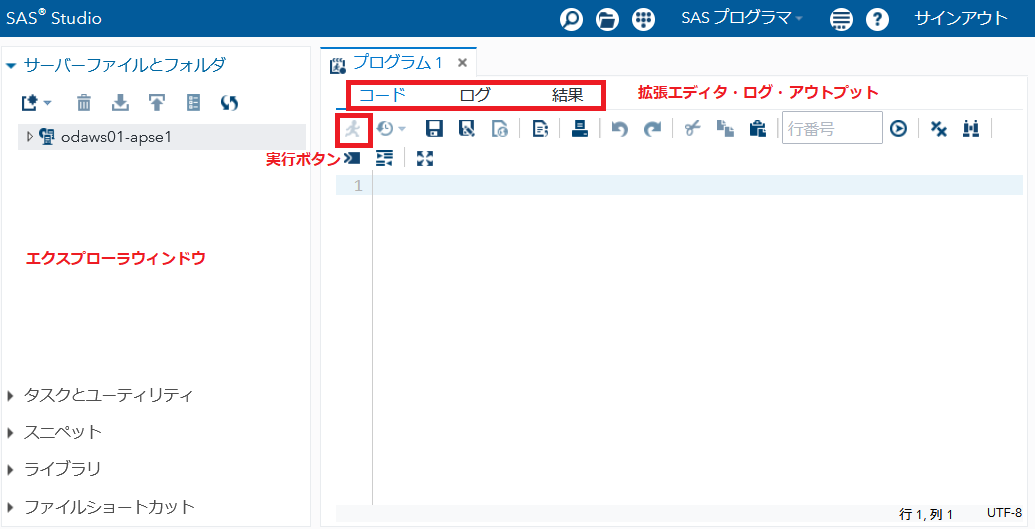 SAS® Studio
SAS プログラマ
サインアウト
サーバーファイルとフォルダ
odaws01-apse1
エクスプローラウィンドウ
タスクとユーティリティ
スニペット
ライブラリ
ファイルショートカット
プログラム 1
コード ログ 結果
拡張エディタ・ログ・アウトプット
行番号
実行ボタン
1
行 1, 列 1
UTF-8